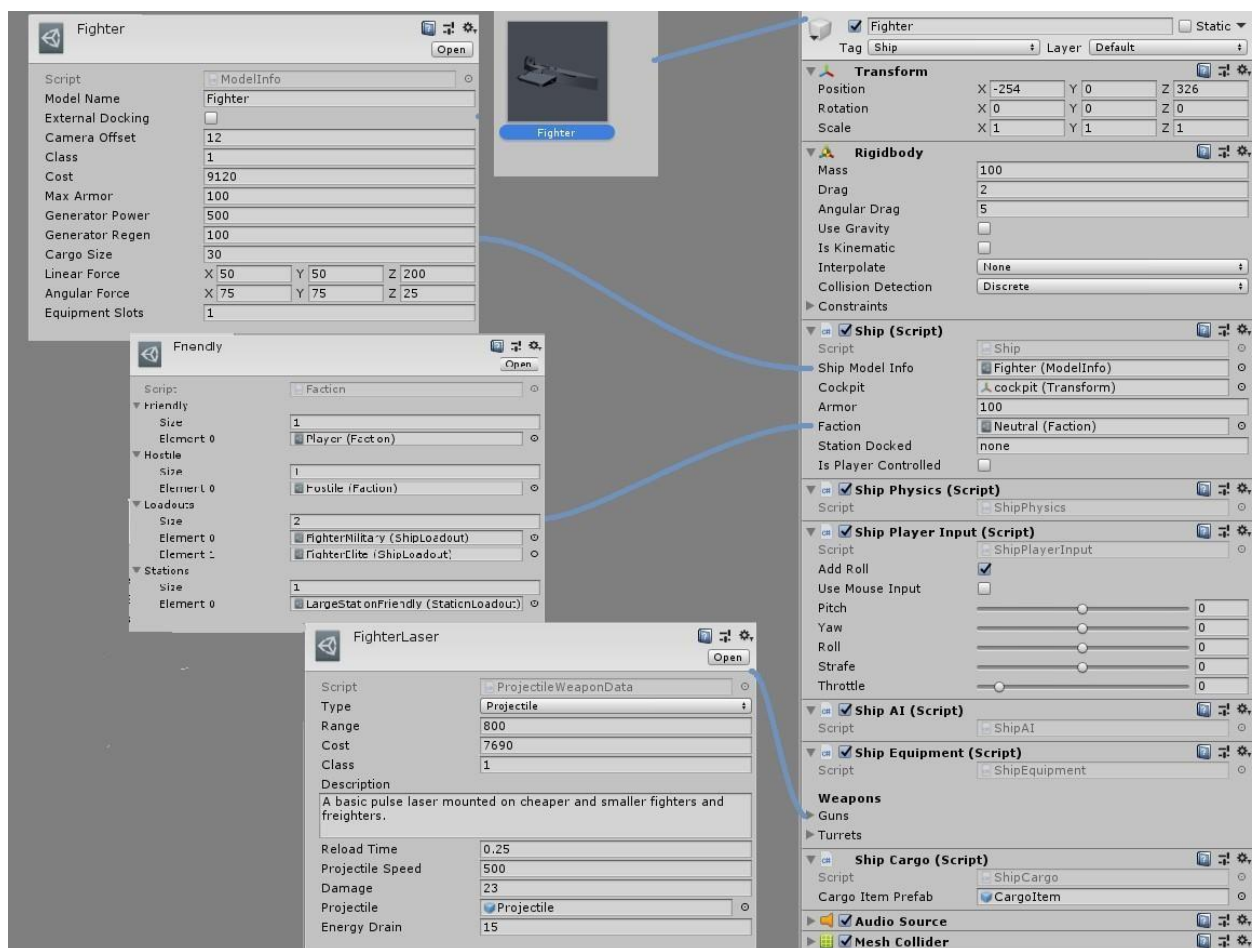 Fighter
Open
Script ModelInfo
Model Name Fighter
External Docking
Camera Offset 12
Class 1
Cost 9120
Max Armor 100
Generator Power 500
Generator Regen 100
Cargo Size 30
Linear Force X 50 Y 50 Z 200
Angular Force X 75 Y 75 Z 25
Equipment Slots 1
Fighter
Friendly
Open
Script Faction
Friendly
Size 1
Element 0 Player (Faction)
Hostile
Size 1
Element 0 Hostile (Faction)
Loadouts
Size 2
Element 0 FighterMilitary (ShipLoadout)
Element 1 FighterElite (ShipLoadout)
Stations
Size 1
Element 0 LargeStationFriendly (StationLoadout)
FighterLaser
Open
Script ProjectileWeaponData
Type Projectile
Range 800
Cost 7690
Class 1
Description
A basic pulse laser mounted on cheaper and smaller fighters and
freighters.
Reload Time 0.25
Projectile Speed 500
Damage 23
Projectile Projectile
Energy Drain 15
Fighter Static
Tag Ship Layer Default
Transform
Position X -254 Y 0 Z 326
Rotation X 0 Y 0 Z 0
Scale X 1 Y 1 Z 1
Rigidbody
Mass 100
Drag 2
Angular Drag 5
Use Gravity
Is Kinematic
Interpolate None
Collision Detection Discrete
Constraints
Ship (Script)
Script Ship
Ship Model Info Fighter (ModelInfo)
Cockpit cockpit (Transform)
Armor 100
Faction Neutral (Faction)
Station Docked none
Is Player Controlled
Ship Physics (Script)
Script ShipPhysics
Ship Player Input (Script)
Script ShipPlayerInput
Add Roll
Use Mouse Input
Pitch 0
Yaw 0
Roll 0
Strafe 0
Throttle 0
Ship AI (Script)
Script ShipAI
Ship Equipment (Script)
Script ShipEquipment
Weapons
Guns
Turrets
Ship Cargo (Script)
Script ShipCargo
Cargo Item Prefab CargoItem
Audio Source
Mesh Collider